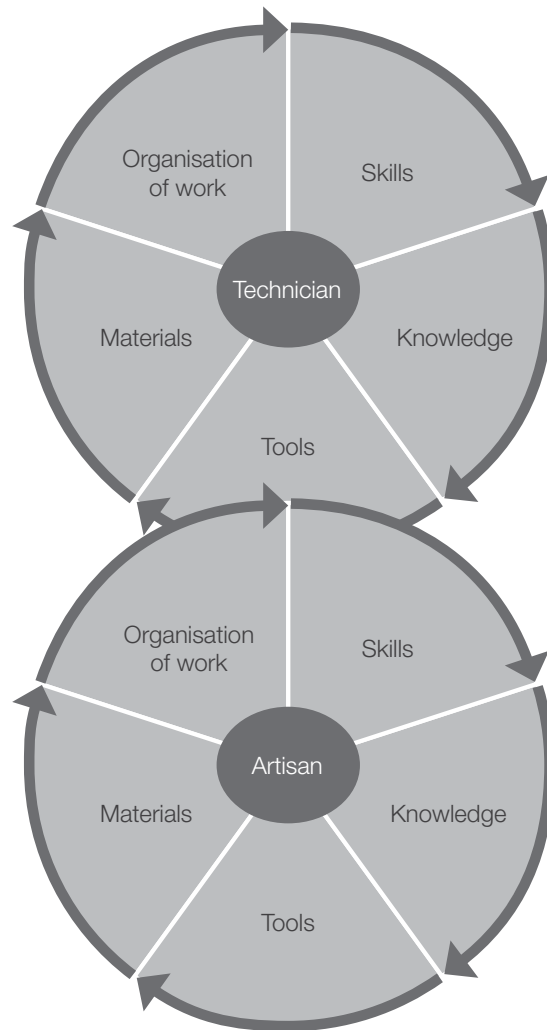 Organisation
of work
Skills
Technician
Materials
Knowledge
Tools
Organisation
of work
Skills
Artisan
Materials
Knowledge
Tools